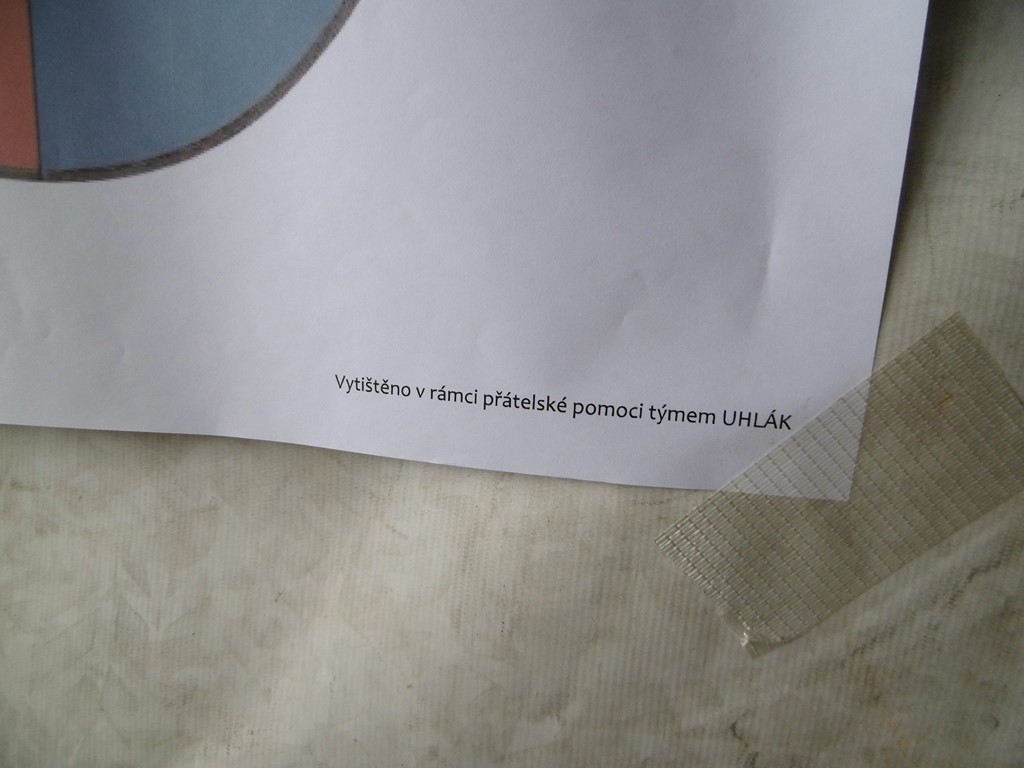 Vytištěno v rámci přátelské pomoci týmem UHLÁK